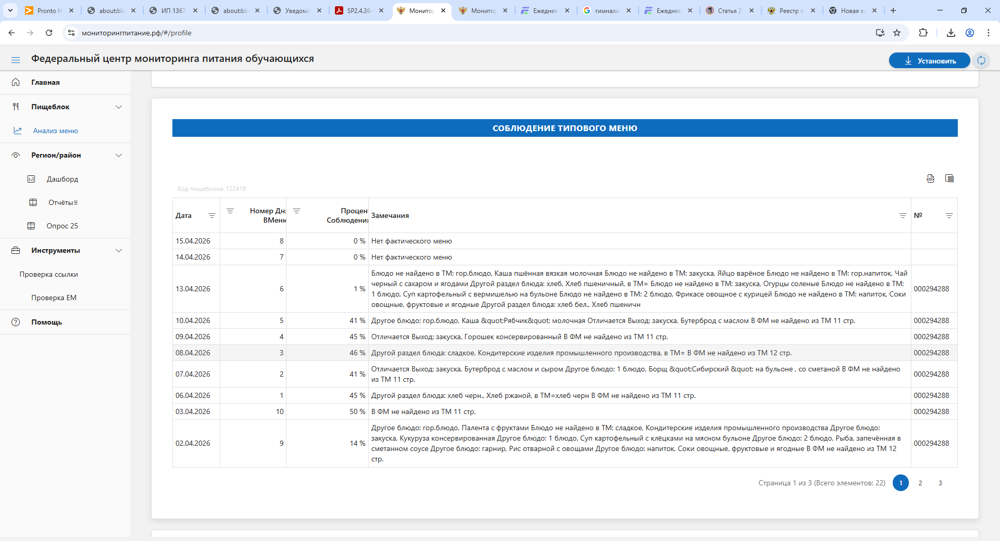 Pronto H
about:bla
ИП 1367
about:bla
Уведомл
SP2.4.364
Монитор
Монитор
Ежеднев
гимнази
Ежеднев
Статья 2
Реестр о
Новая в
мониторингпитание.рф/#/profile
Федеральный центр мониторинга питания обучающихся
Установить
Главная
Пищеблок
Анализ меню
Регион/район
Дашборд
Отчёты≡
Опрос 25
Инструменты
Проверка ссылки
Проверка ЕМ
Помощь
СОБЛЮДЕНИЕ ТИПОВОГО МЕНЮ
Код пищеблока: 122419
Дата Номер Дня ВМеню Процент Соблюдения Замечания №
15.04.2026 8 0 % Нет фактического меню
14.04.2026 7 0 % Нет фактического меню
13.04.2026 6 1 % Блюдо не найдено в ТМ: гор.блюдо, Каша пшённая вязкая молочная Блюдо не найдено в ТМ: закуска, Яйцо варёное Блюдо не найдено в ТМ: гор.напиток, Чай
черный с сахаром и ягодами Другой раздел блюда: хлеб, Хлеб пшеничный, в ТМ= Блюдо не найдено в ТМ: закуска, Огурцы соленые Блюдо не найдено в ТМ:
1 блюдо, Суп картофельный с вермишелью на бульоне Блюдо не найдено в ТМ: 2 блюдо, Фрикасе овощное с курицей Блюдо не найдено в ТМ: напиток, Соки
овощные, фруктовые и ягодные Другой раздел блюда: хлеб бел., Хлеб пшеничн 000294288
10.04.2026 5 41 % Другое блюдо: гор.блюдо, Каша &quot;Рябчик&quot; молочная Отличается Выход: закуска, Бутерброд с маслом В ФМ не найдено из ТМ 11 стр. 000294288
09.04.2026 4 45 % Отличается Выход: закуска, Горошек консервированный В ФМ не найдено из ТМ 11 стр. 000294288
08.04.2026 3 46 % Другой раздел блюда: сладкое, Кондитерские изделия промышленного производства, в ТМ= В ФМ не найдено из ТМ 12 стр. 000294288
07.04.2026 2 41 % Отличается Выход: закуска, Бутерброд с маслом и сыром Другое блюдо: 1 блюдо, Борщ &quot;Сибирский &quot; на бульоне , со сметаной В ФМ не найдено
из ТМ 11 стр. 000294288
06.04.2026 1 45 % Другой раздел блюда: хлеб черн., Хлеб ржаной, в ТМ=хлеб черн В ФМ не найдено из ТМ 11 стр. 000294288
03.04.2026 10 50 % В ФМ не найдено из ТМ 11 стр. 000294288
02.04.2026 9 14 % Другое блюдо: гор.блюдо, Палента с фруктами Блюдо не найдено в ТМ: сладкое, Кондитерские изделия промышленного производства Другое блюдо:
закуска, Кукуруза консервированная Другое блюдо: 1 блюдо, Суп картофельный с клёцками на мясном бульоне Другое блюдо: 2 блюдо, Рыба, запечённая в
сметанном соусе Другое блюдо: гарнир, Рис отварной с овощами Другое блюдо: напиток, Соки овощные, фруктовые и ягодные В ФМ не найдено из ТМ 12
стр. 000294288
Страница 1 из 3 (Всего элементов: 22) 1 2 3